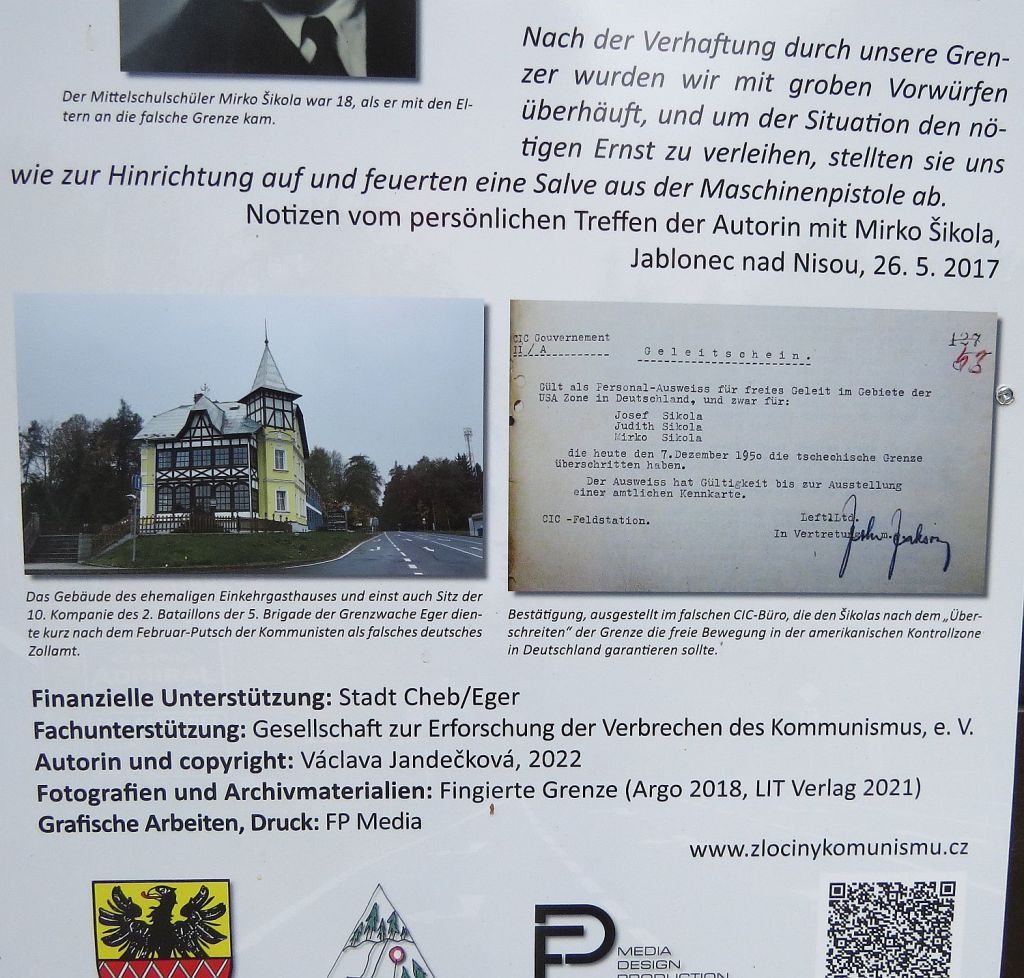 Der Mittelschulschüler Mirko Šikola war 18, als er mit den El-
tern an die falsche Grenze kam.
Nach der Verhaftung durch unsere Gren-
zer wurden wir mit groben Vorwürfen
überhäuft, und um der Situation den nö-
tigen Ernst zu verleihen, stellten sie uns
wie zur Hinrichtung auf und feuerten eine Salve aus der Maschinenpistole ab.
Notizen vom persönlichen Treffen der Autorin mit Mirko Šikola,
Jablonec nad Nisou, 26. 5. 2017
CIC Gouvernement
II/A
Geleitschein.
127
Gült als Personal-Ausweiss für freies Geleit im Gebiete der
USA Zone in Deutschland, und zwar für:
Josef Sikola
Judith Sikola
Mirko Sikola
die heute den 7.Dezember 1950 die tschechische Grenze
überschritten haben.
Der Ausweis hat Gültigkeit bis zur Ausstellung
einer amtlichen Kennkarte.
CIC -Feldstation.
LeftlLtd.
In Vertretung
Das Gebäude des ehemaligen Einkehrgasthauses und einst auch Sitz der
10. Kompanie des 2. Bataillons der 5. Brigade der Grenzwache Eger dien-
te kurz nach dem Februar-Putsch der Kommunisten als falsches deutsches
Zollamt.
Bestätigung, ausgestellt im falschen CIC-Büro, die den Šikolas nach dem „Über-
schreiten“ der Grenze die freie Bewegung in der amerikanischen Kontrollzone
in Deutschland garantieren sollte.
Finanzielle Unterstützung: Stadt Cheb/Eger
Fachunterstützung: Gesellschaft zur Erforschung der Verbrechen des Kommunismus, e. V.
Autorin und copyright: Václava Jandečková, 2022
Fotografien und Archivmaterialien: Fingierte Grenze (Argo 2018, LIT Verlag 2021)
Grafische Arbeiten, Druck: FP Media
www.zlocinykomunismu.cz
MEDIA
DESIGN
PRODUCTION